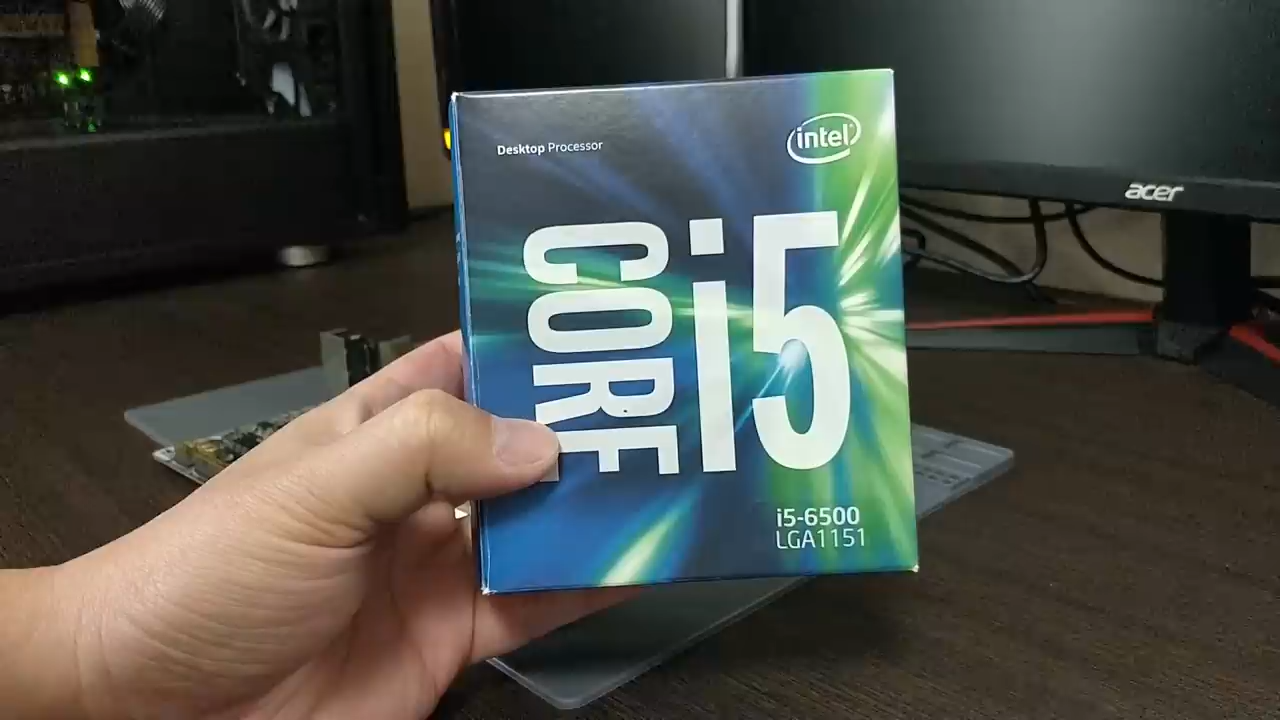 Desktop Processor
intel
CORE i5
i5-6500
LGA1151
acer